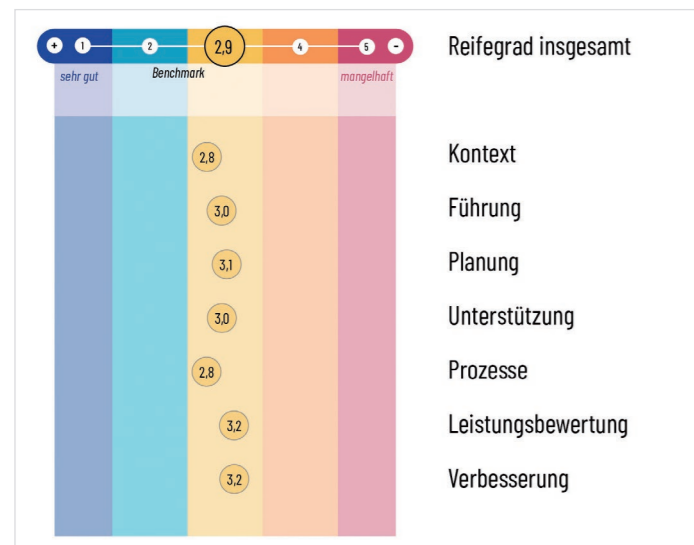 + 1 2 2,9 4 5 - Reifegrad insgesamt
sehr gut Benchmark mangelhaft
2,8 Kontext
3,0 Führung
3,1 Planung
3,0 Unterstützung
2,8 Prozesse
3,2 Leistungsbewertung
3,2 Verbesserung